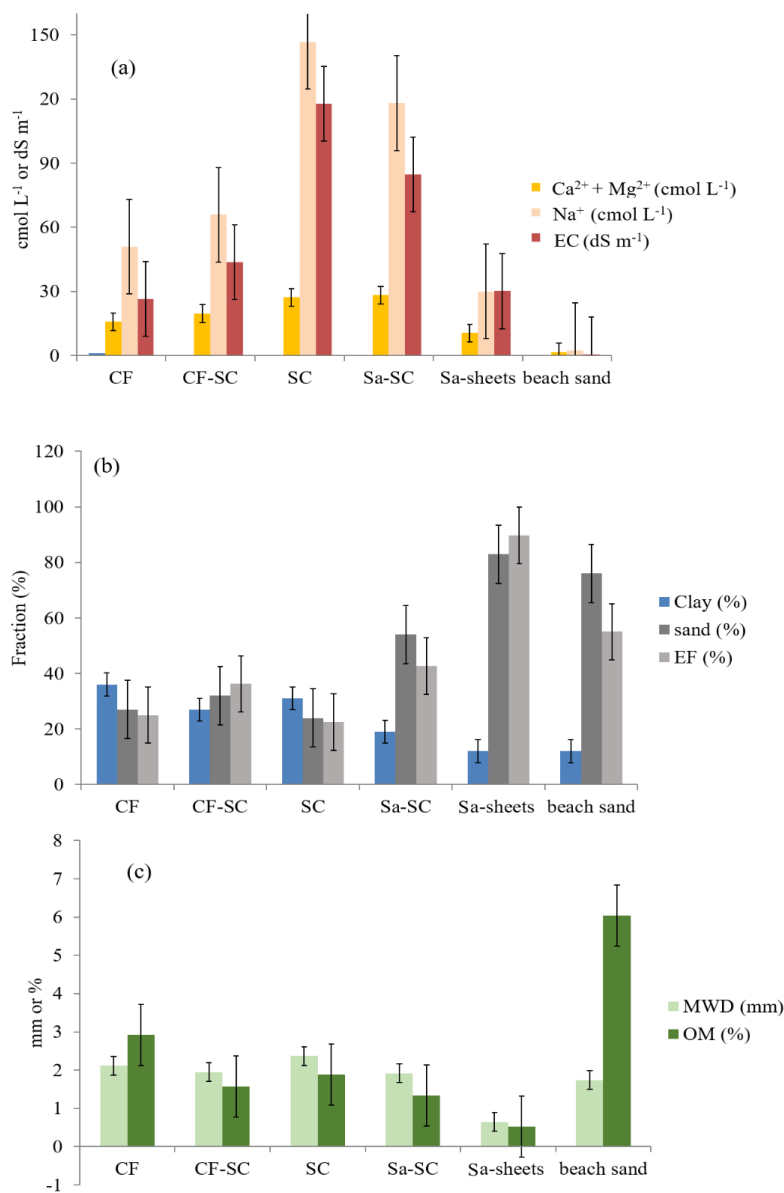 (a)
150
20
90
60
30
0
cmol L⁻¹ or dS m⁻¹
CF CF-SC SC Sa-SC Sa-sheets beach sand
Ca²⁺ + Mg²⁺ (cmol L⁻¹)
Na⁺ (cmol L⁻¹)
EC (dS m⁻¹)
(b)
120
100
80
60
40
20
0
Fraction (%)
CF CF-SC SC Sa-SC Sa-sheets beach sand
Clay (%)
sand (%)
EF (%)
(c)
8
7
6
5
4
3
2
1
0
-1
mm or %
CF CF-SC SC Sa-SC Sa-sheets beach sand
MWD (mm)
OM (%)